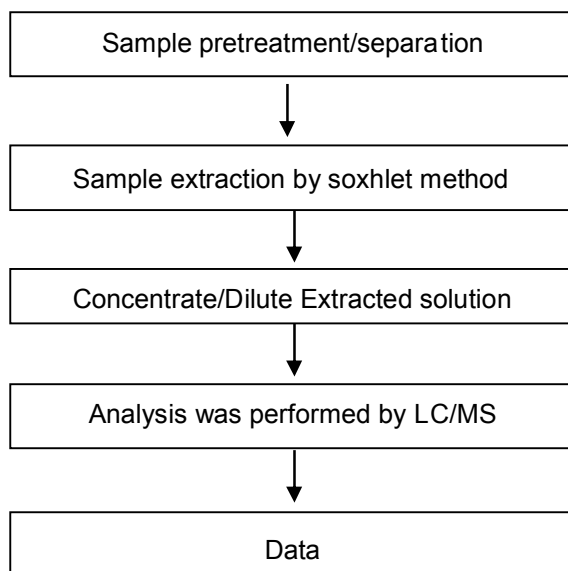 Sample pretreatment/separation
Sample extraction by soxhlet method
Concentrate/Dilute Extracted solution
Analysis was performed by LC/MS
Data